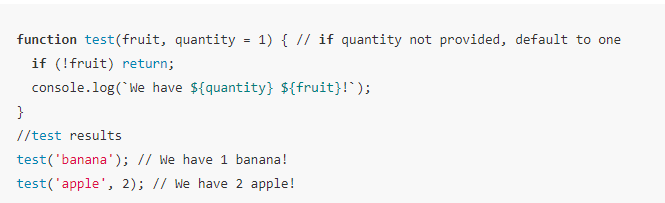 function test(fruit, quantity = 1) { // if quantity not provided, default to one
  if (!fruit) return;
  console.log(`We have ${quantity} ${fruit}!`);
}
//test results
test('banana'); // We have 1 banana!
test('apple', 2); // We have 2 apple!